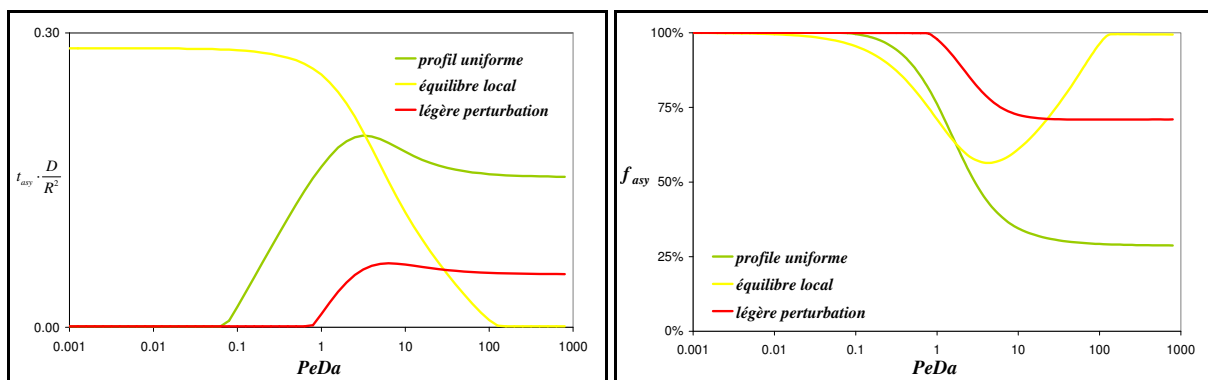 0.30
profil uniforme
équilibre local
légère perturbation
t_asy · D/R²
0.00
0.001 0.01 0.1 1 10 100 1000
PeDa
100%
75%
f_asy
50%
25%
profile uniforme
équilibre local
légère perturbation
0%
0.001 0.01 0.1 1 10 100 1000
PeDa